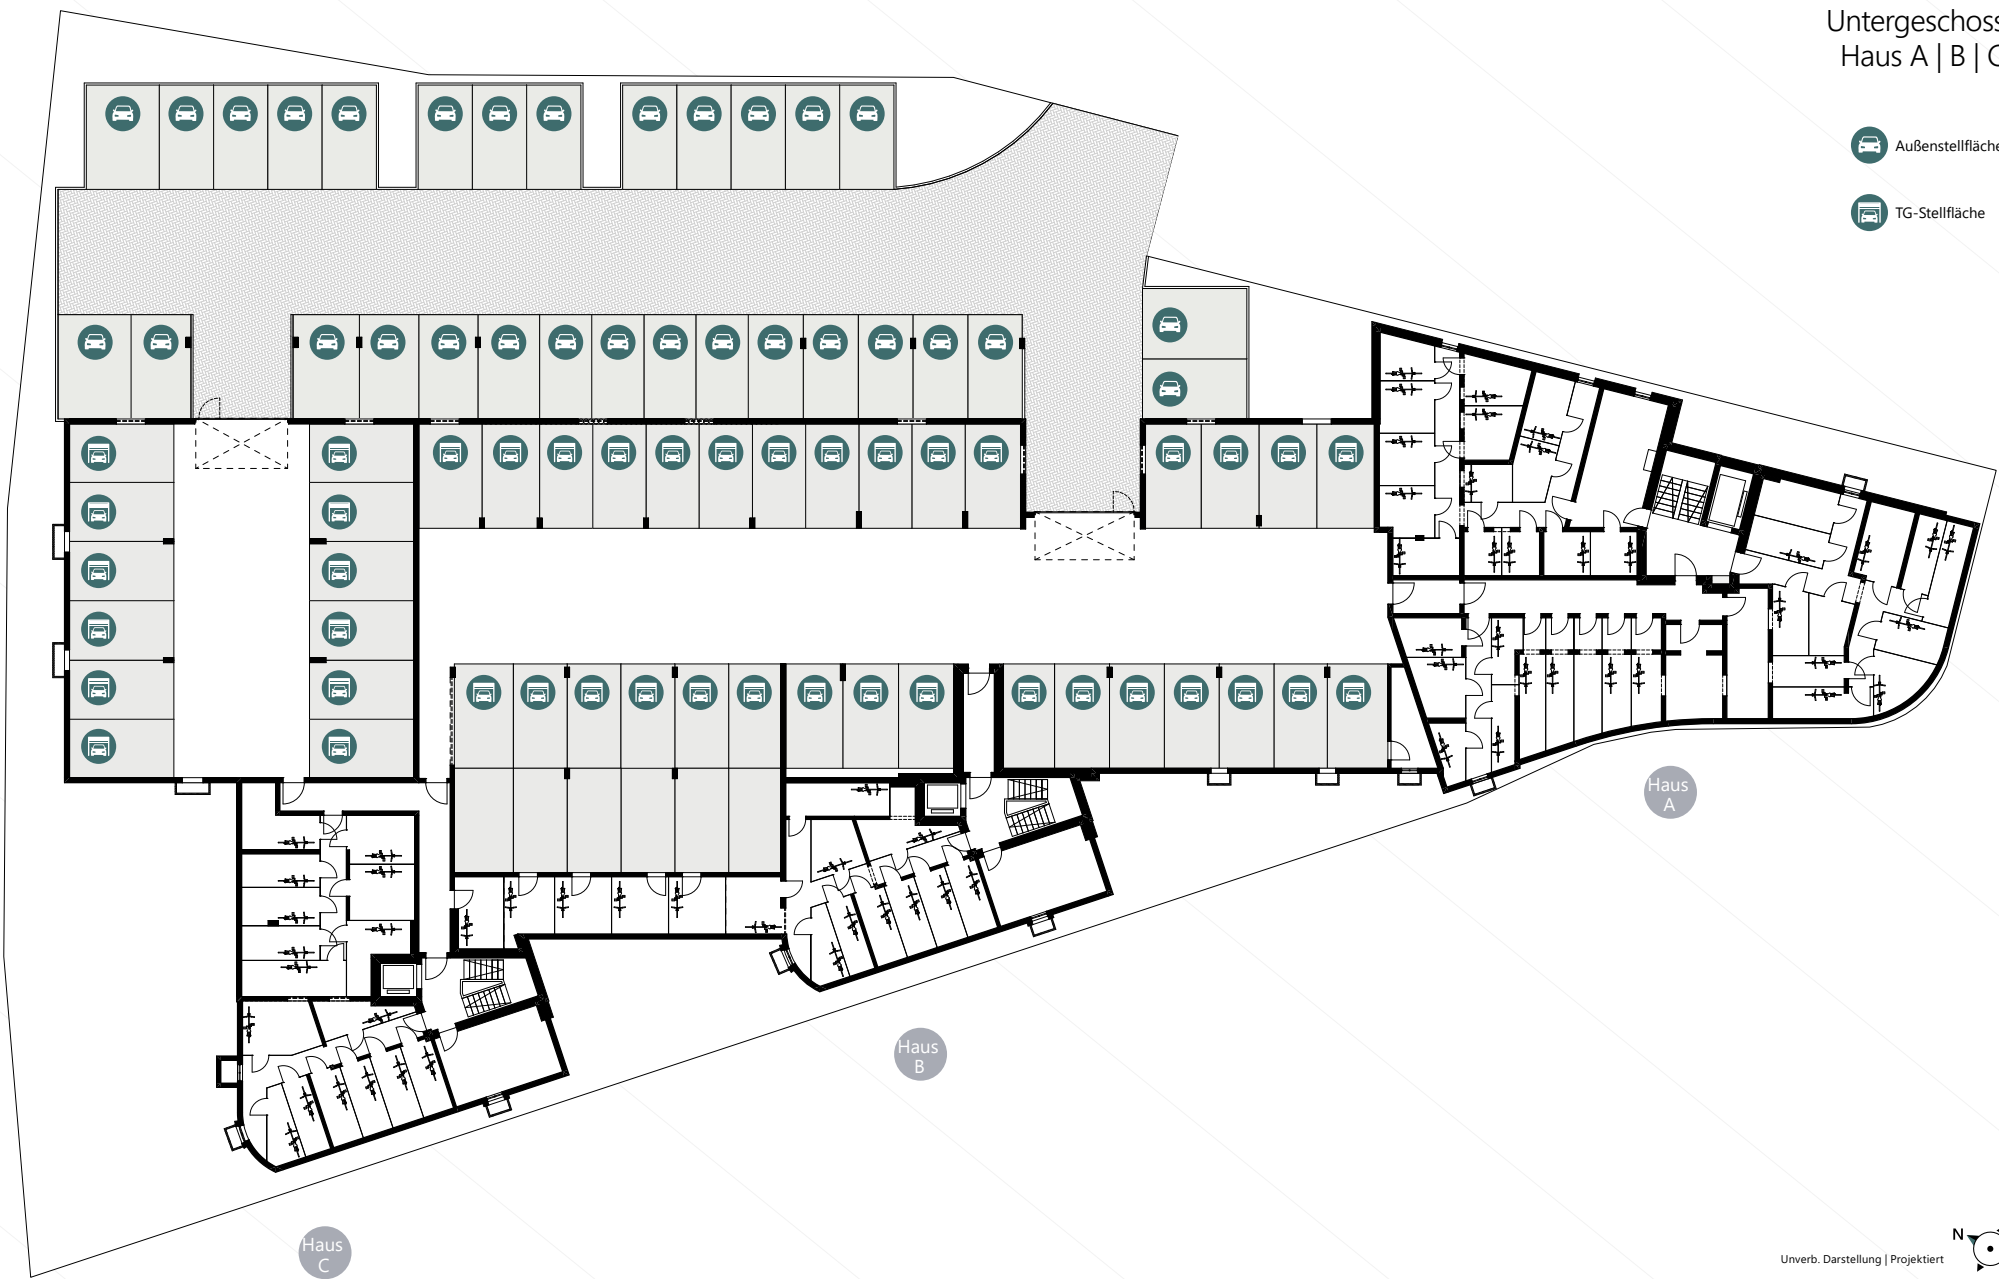 Untergeschoss
Haus A | B | C
Außenstellfläche
TG-Stellfläche
Haus
A
Haus
B
Haus
C
N
Unverb. Darstellung | Projektiert